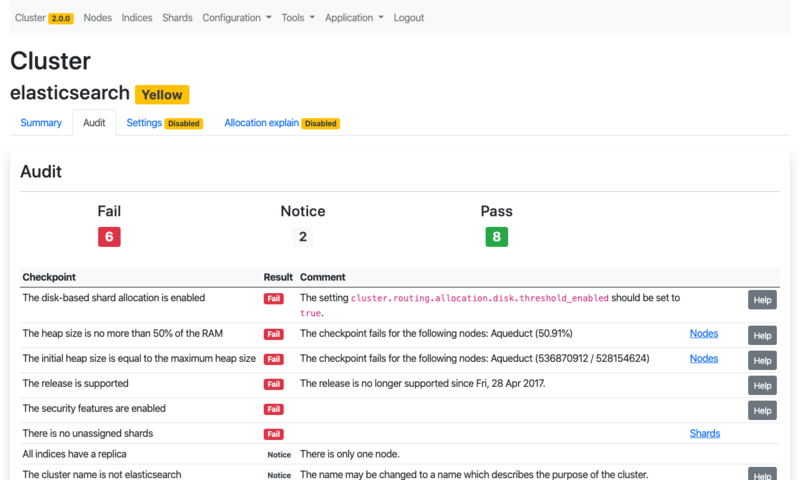 Cluster 2.0.0 Nodes Indices Shards Configuration Tools Application Logout
Cluster
elasticsearch Yellow
Summary Audit Settings Disabled Allocation explain Disabled
Audit
Fail Notice Pass
6 2 8
Checkpoint Result Comment
The disk-based shard allocation is enabled Fail The setting cluster.routing.allocation.disk.threshold_enabled should be set to Help
true.
The heap size is no more than 50% of the RAM Fail The checkpoint fails for the following nodes: Aqueduct (50.91%) Nodes Help
The initial heap size is equal to the maximum heap size Fail The checkpoint fails for the following nodes: Aqueduct (536870912 / 528154624) Nodes Help
The release is supported Fail The release is no longer supported since Fri, 28 Apr 2017. Help
The security features are enabled Fail Help
There is no unassigned shards Fail Shards
All indices have a replica Notice There is only one node.
The cluster name is not elasticsearch Notice The name may be changed to a name which describes the purpose of the cluster. Help